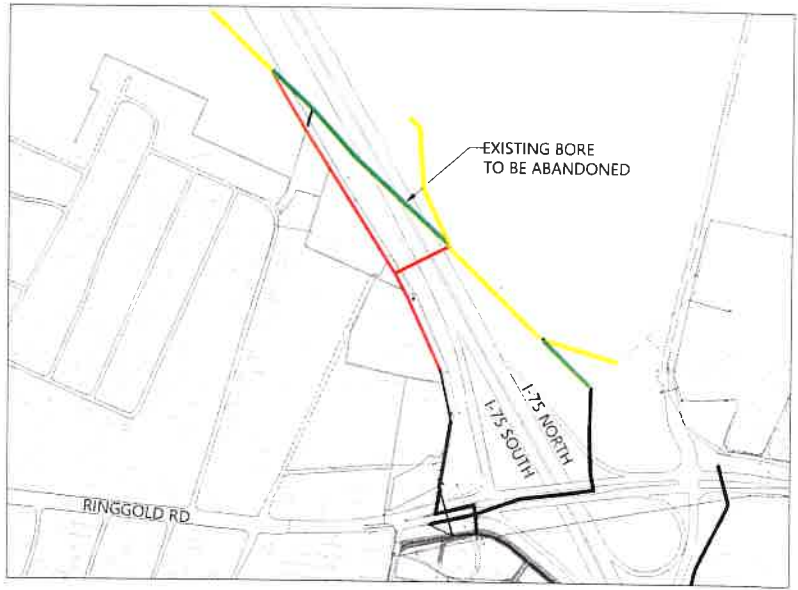 EXISTING BORE
TO BE ABANDONED
I-75 NORTH
I-75 SOUTH
RINGGOLD RD